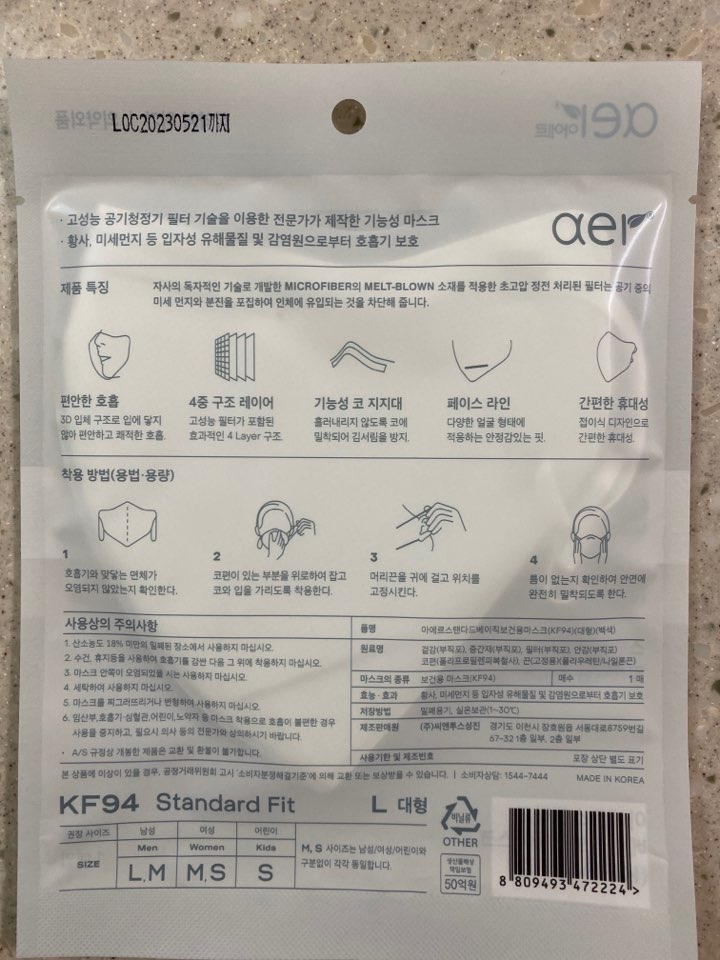 LOC20230521까지
aer
· 고성능 공기청정기 필터 기술을 이용한 전문가가 제작한 기능성 마스크
· 황사, 미세먼지 등 입자성 유해물질 및 감염원으로부터 호흡기 보호
aer
제품 특징
자사의 독자적인 기술로 개발한 MICROFIBER의 MELT-BLOWN 소재를 적용한 초고압 정전 처리된 필터는 공기 중의
미세 먼지와 분진을 포집하여 인체에 유입되는 것을 차단해 줍니다.
편안한 호흡
3D 입체 구조로 입에 닿지
않아 편안하고 쾌적한 호흡.
4중 구조 레이어
고성능 필터가 포함된
효과적인 4 Layer 구조.
기능성 코 지지대
흘러내리지 않도록 코에
밀착되어 김서림을 방지.
페이스 라인
다양한 얼굴 형태에
적응하는 안정감있는 핏.
간편한 휴대성
접이식 디자인으로
간편한 휴대성.
착용 방법(용법·용량)
1
호흡기와 맞닿는 면체가
오염되지 않았는지 확인한다.
2
코편이 있는 부분을 위로하여 잡고
코와 입을 가리도록 착용한다.
3
머리끈을 귀에 걸고 위치를
고정시킨다.
4
틈이 없는지 확인하여 안면에
완전히 밀착되도록 한다.
사용상의 주의사항
1. 산소농도 18% 미만의 밀폐된 장소에서 사용하지 마십시오.
2. 수건, 휴지등을 사용하여 호흡기를 감싼 다음 그 위에 착용하지 마십시오.
3. 마스크 안쪽이 오염되었을 시는 사용하지 마십시오.
4. 세탁하여 사용하지 마십시오.
5. 마스크를 찌그러뜨리거나 변형하여 사용하지 마십시오.
6. 임산부,호흡기·심혈관,어린이,노약자 등 마스크 착용으로 호흡이 불편한 경우
사용을 중지하고, 필요시 의사 등의 전문가와 상의하시기 바랍니다.
· A/S 규정상 개봉한 제품은 교환 및 환불이 불가합니다.
품명 아에르스탠다드베이직보건용마스크(KF94)(대형)(백색)
원료명 겉감(부직포), 중간재(부직포), 필터(부직포), 안감(부직포)
코편(폴리프로필렌피복철사), 끈(고정용)(폴리우레탄/나일론끈)
마스크의 종류 보건용 마스크(KF94) 매수 1 매
효능·효과 황사, 미세먼지 등 입자성 유해물질 및 감염원으로부터 호흡기 보호
저장방법 밀폐용기, 실온보관(1~30℃)
제조판매원 (주)씨앤투스성진 경기도 이천시 장호원읍 서동대로8759번길
67-32 1층 일부, 2층 일부
사용기한 및 제조번호 포장 상단 별도 표기
본 상품에 이상이 있을 경우, 공정거래위원회 고시 '소비자분쟁해결기준'에 의해 교환 또는 보상받을 수 있습니다. | 소비자상담: 1544-7444 MADE IN KOREA
KF94 Standard Fit L 대형
권장 사이즈 남성 여성 어린이
SIZE Men Women Kids
L,M M,S S
M, S 사이즈는 남성/여성/어린이와
구분없이 각각 동일합니다.
비닐류
OTHER
생산물배상
책임보험
50억원
8 809493 472224 >